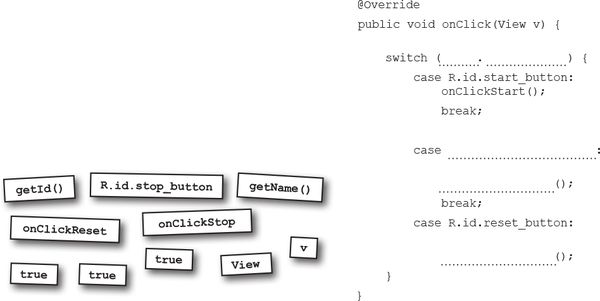 @Override
public void onClick(View v) {
switch (              .              ) {
case R.id.start_button:
onClickStart();
break;
case              :
();
break;
case R.id.reset_button:
();
}
}
getId()
R.id.stop_button
getName()
onClickReset
onClickStop
true
true
true
View
v